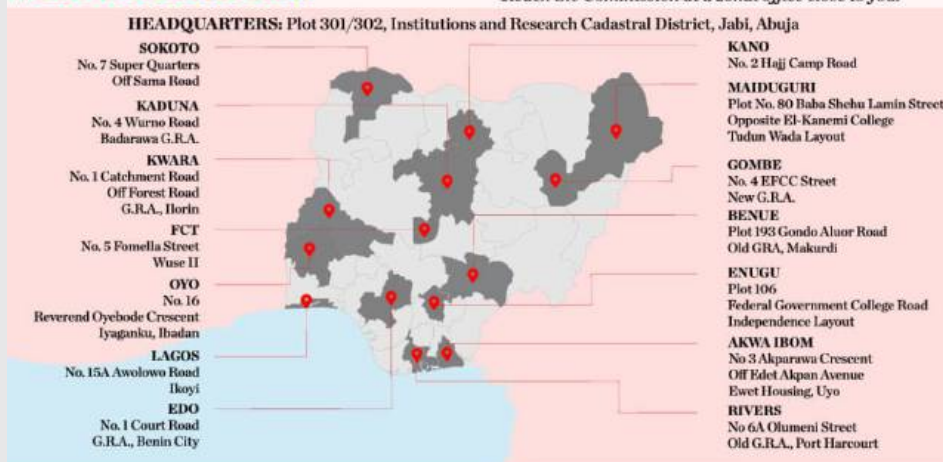 HEADQUARTERS: Plot 301/302, Institutions and Research Cadastral District, Jabi, Abuja
SOKOTO
No. 7 Super Quarters
Off Sama Road
KADUNA
No. 4 Wurno Road
Badarawa G.R.A.
KWARA
No. 1 Catchment Road
Off Forest Road
G.R.A., Ilorin
FCT
No. 5 Fomella Street
Wuse II
OYO
No. 16
Reverend Oyebode Crescent
Iyaganku, Ibadan
LAGOS
No. 15A Awolowo Road
Ikoyi
EDO
No. 1 Court Road
G.R.A., Benin City
KANO
No. 2 Hajj Camp Road
MAIDUGURI
Plot No. 80 Baba Shehu Lamin Street
Opposite El-Kanemi College
Tudun Wada Layout
GOMBE
No. 4 EFCC Street
New G.R.A.
BENUE
Plot 193 Gondo Aluor Road
Old GRA, Makurdi
ENUGU
Plot 106
Federal Government College Road
Independence Layout
AKWA IBOM
No 3 Akparawa Crescent
Off Edet Akpan Avenue
Ewet Housing, Uyo
RIVERS
No 6A Olumeni Street
Old G.R.A., Port Harcourt